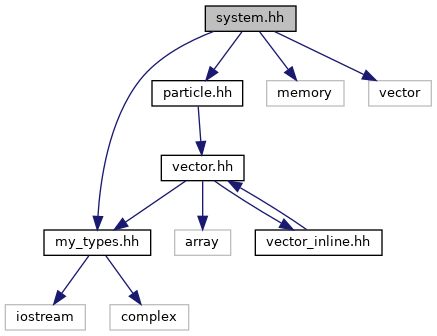 system.hh
particle.hh
memory
vector
vector.hh
my_types.hh
array
vector_inline.hh
iostream
complex